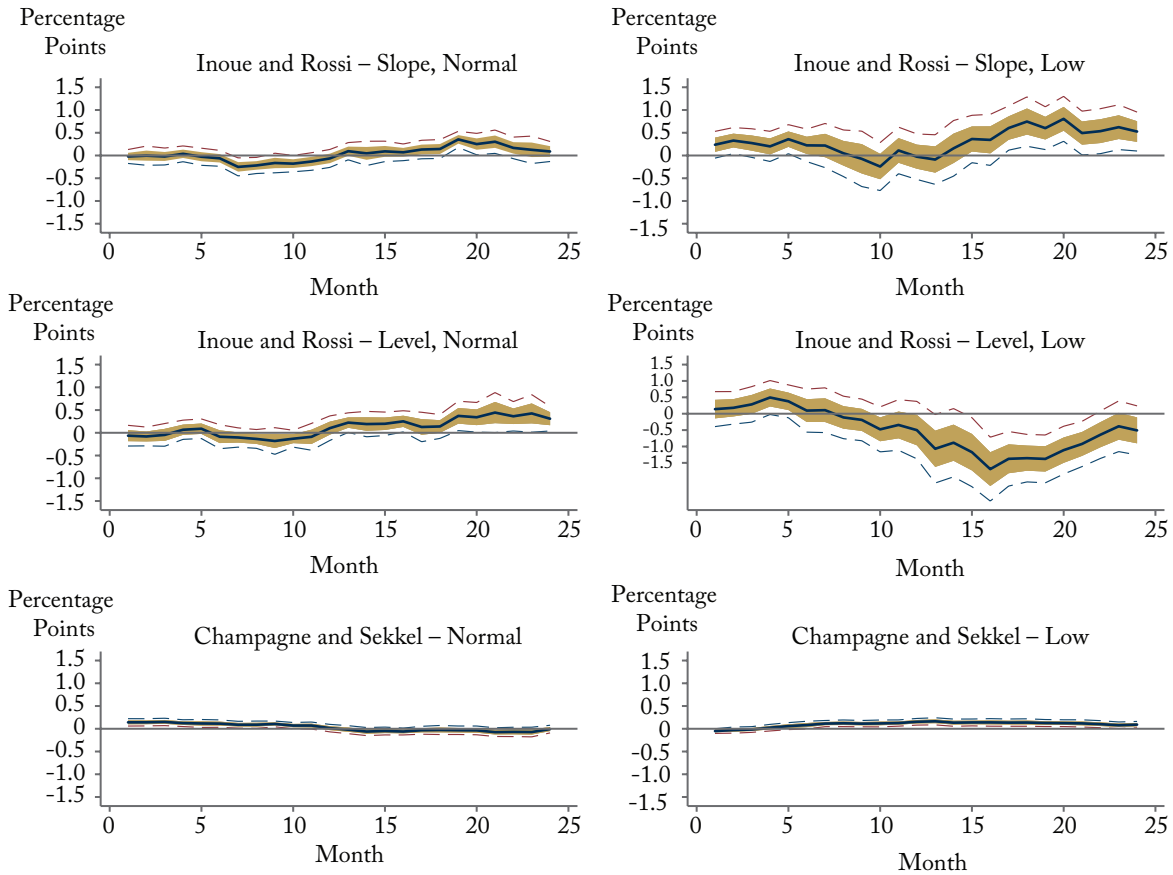 Percentage
Points
Inoue and Rossi – Slope, Normal
1.5
1.0
0.5
0
-0.5
-1.0
-1.5
0 5 10 15 20 25
Month
Percentage
Points
Inoue and Rossi – Slope, Low
1.5
1.0
0.5
0
-0.5
-1.0
-1.5
0 5 10 15 20 25
Month
Percentage
Points
Inoue and Rossi – Level, Normal
1.5
1.0
0.5
0
-0.5
-1.0
-1.5
0 5 10 15 20 25
Month
Percentage
Points
Inoue and Rossi – Level, Low
1.5
1.0
0.5
0
-0.5
-1.0
-1.5
0 5 10 15 20 25
Month
Percentage
Points
Champagne and Sekkel – Normal
1.5
1.0
0.5
0
-0.5
-1.0
-1.5
0 5 10 15 20 25
Month
Percentage
Points
Champagne and Sekkel – Low
1.5
1.0
0.5
0
-0.5
-1.0
-1.5
0 5 10 15 20 25
Month